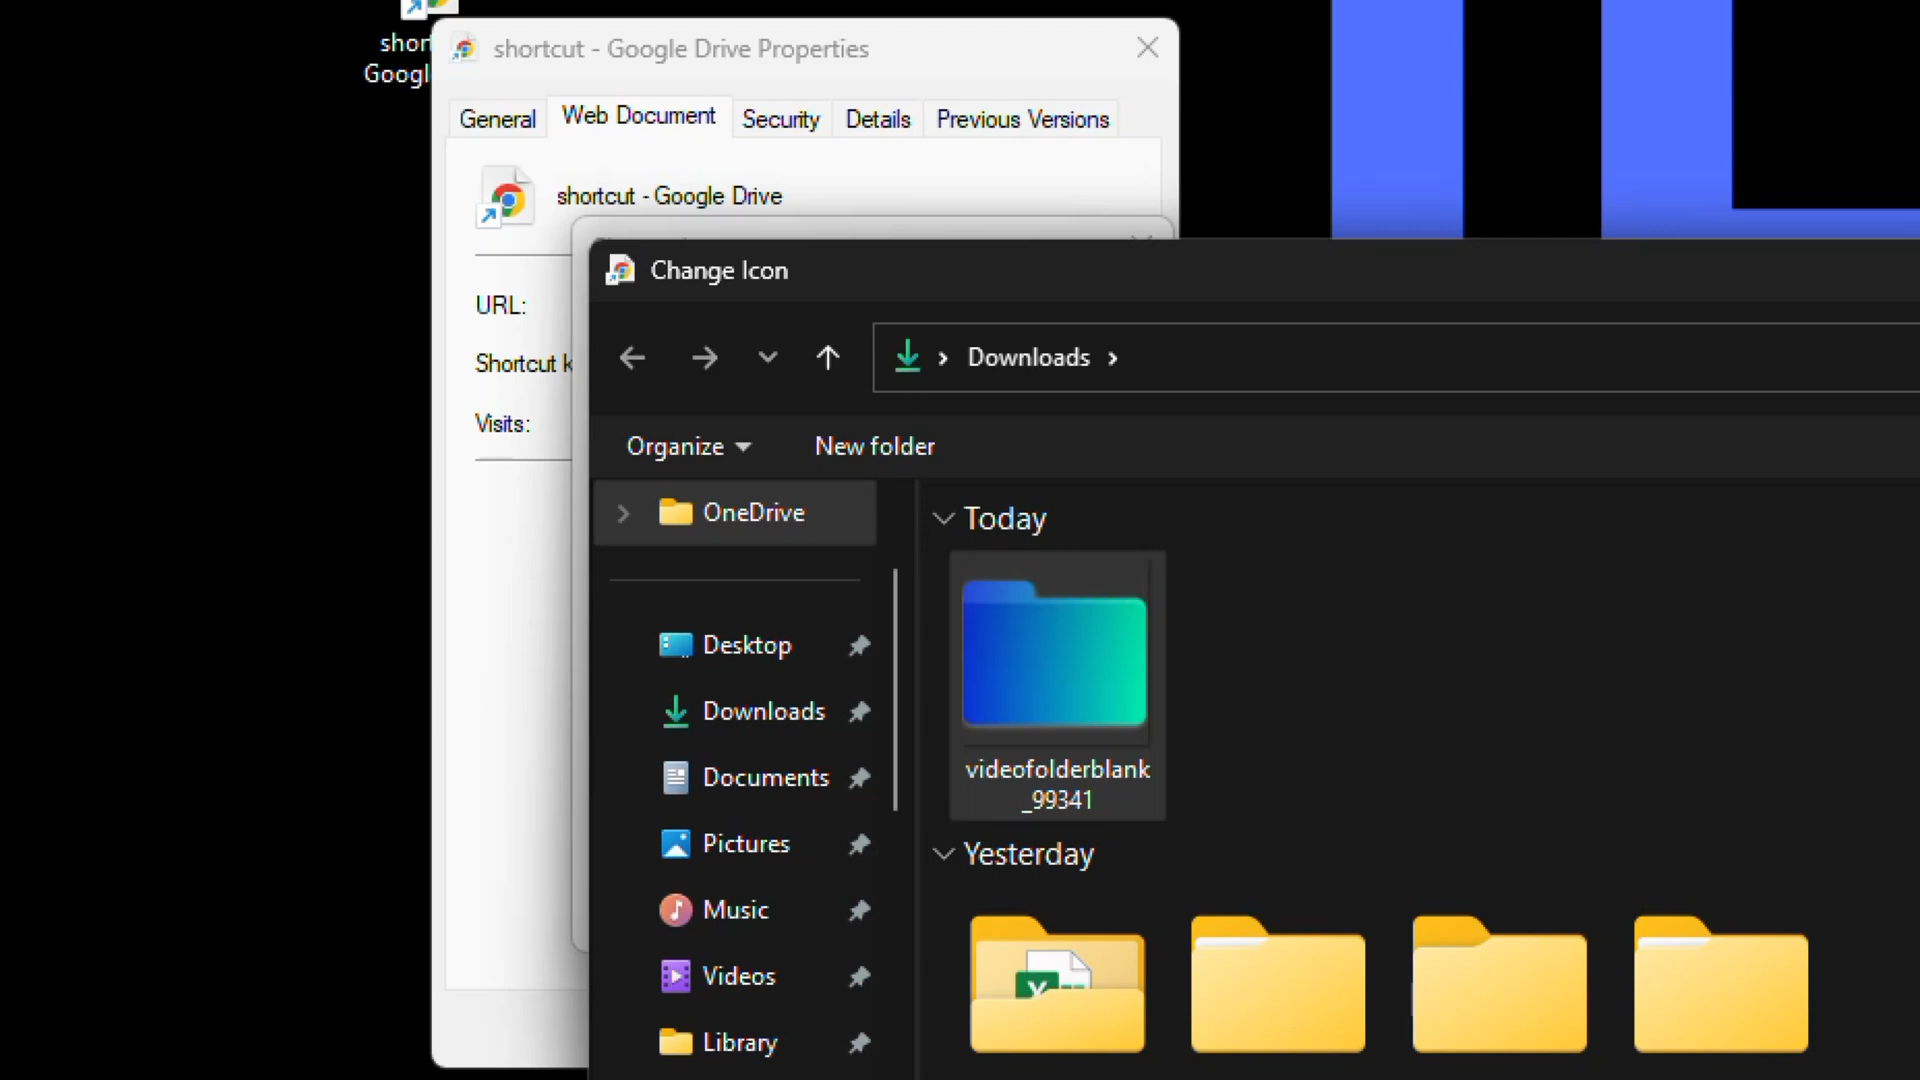 shor
Googl
shortcut - Google Drive Properties
General
Web Document
Security
Details
Previous Versions
shortcut - Google Drive
URL:
Shortcut k
Visits:
Change Icon
Downloads
Organize
New folder
OneDrive
Desktop
Downloads
Documents
Pictures
Music
Videos
Library
Today
videofolderblank
_99341
Yesterday